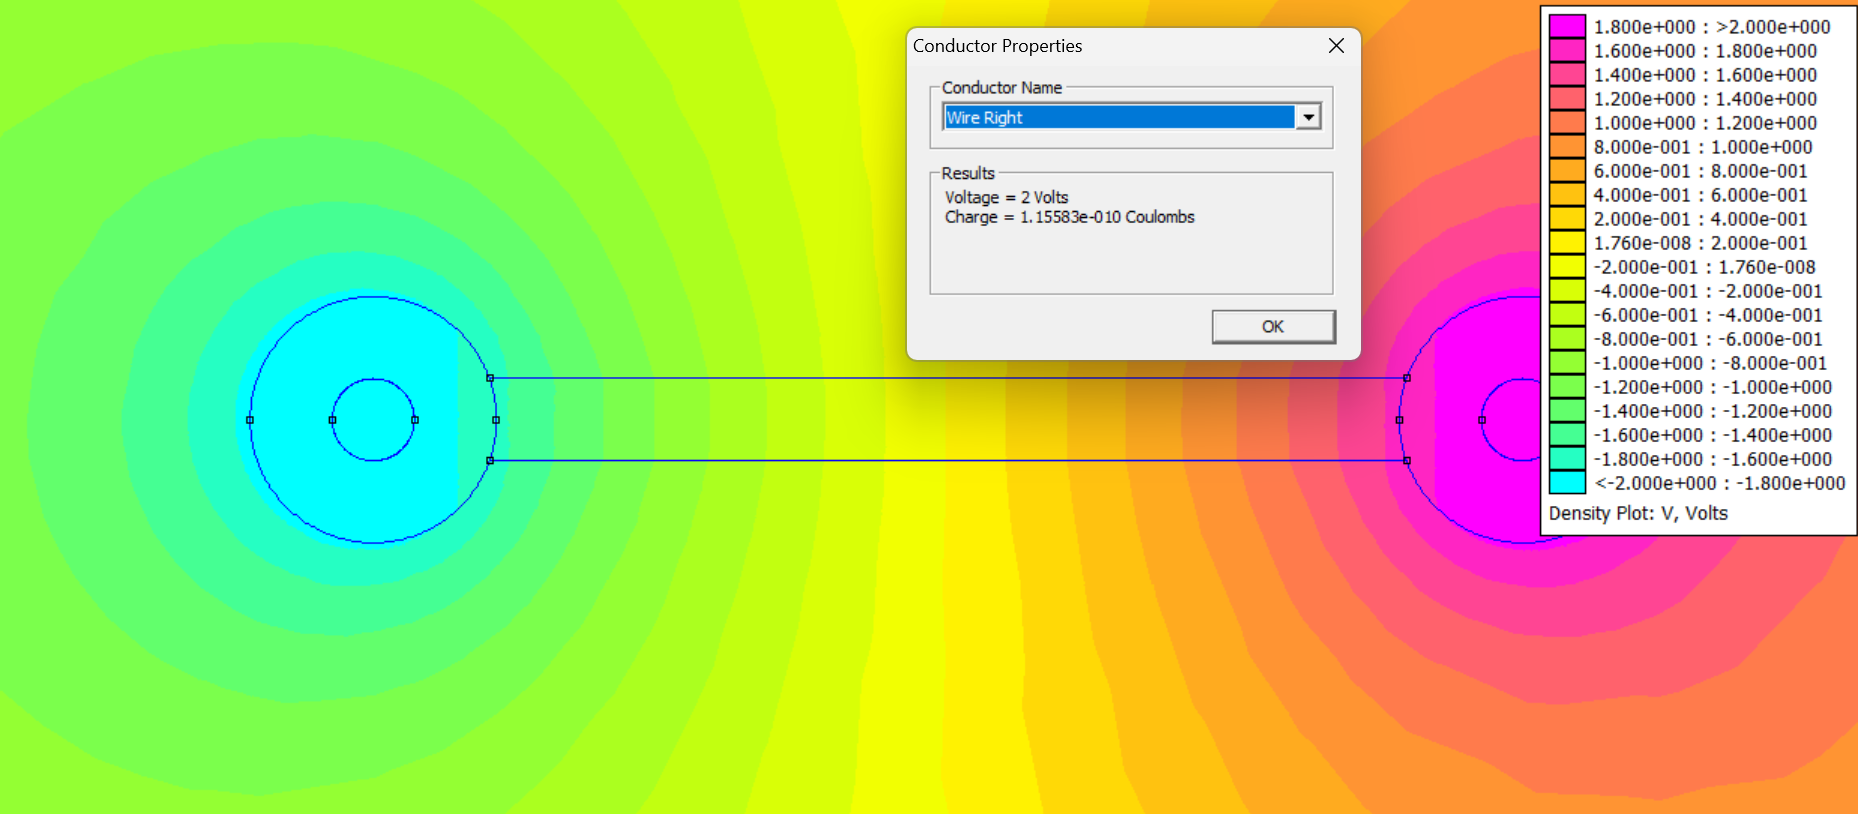 Conductor Properties
Conductor Name
Wire Right
Results
Voltage = 2 Volts
Charge = 1.15583e-010 Coulombs
OK
1.800e+000 : >2.000e+000
1.600e+000 : 1.800e+000
1.400e+000 : 1.600e+000
1.200e+000 : 1.400e+000
1.000e+000 : 1.200e+000
8.000e-001 : 1.000e+000
6.000e-001 : 8.000e-001
4.000e-001 : 6.000e-001
2.000e-001 : 4.000e-001
1.760e-008 : 2.000e-001
-2.000e-001 : 1.760e-008
-4.000e-001 : -2.000e-001
-6.000e-001 : -4.000e-001
-8.000e-001 : -6.000e-001
-1.000e+000 : -8.000e-001
-1.200e+000 : -1.000e+000
-1.400e+000 : -1.200e+000
-1.600e+000 : -1.400e+000
-1.800e+000 : -1.600e+000
<-2.000e+000 : -1.800e+000
Density Plot: V, Volts